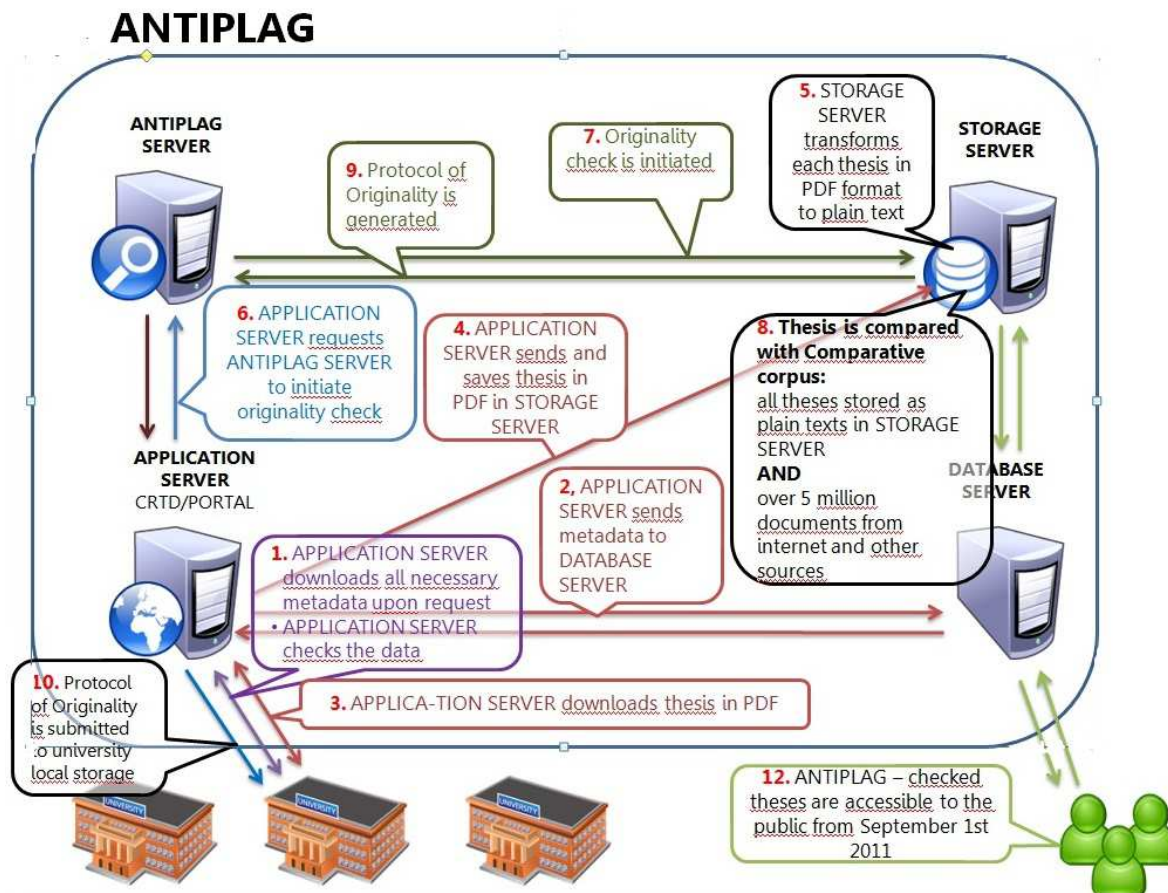 ANTIPLAG
ANTIPLAG
SERVER
9. Protocol of
Originality is
generated
7. Originality
check is initiated
5. STORAGE
SERVER
transforms
each thesis in
PDF format
to plain text
STORAGE
SERVER
6. APPLICATION
SERVER requests
ANTIPLAG SERVER
to initiate
originality check
4. APPLICATION
SERVER sends and
saves thesis in
PDF in STORAGE
SERVER
8. Thesis is compared
with Comparative
corpus:
all theses stored as
plain texts in STORAGE
SERVER
AND
over 5 million
documents from
internet and other
sources
APPLICATION
SERVER
CRTD/PORTAL
2, APPLICATION
SERVER sends
metadata to
DATABASE
SERVER
DATABASE
SERVER
1. APPLICATION SERVER
downloads all necessary
metadata upon request
• APPLICATION SERVER
checks the data
10. Protocol
of Originality
is submitted
to university
local storage
3. APPLICA-TION SERVER downloads thesis in PDF
12. ANTIPLAG – checked
theses are accessible to the
public from September 1st
2011
UNIVERSITY
UNIVERSITY
UNIVERSITY